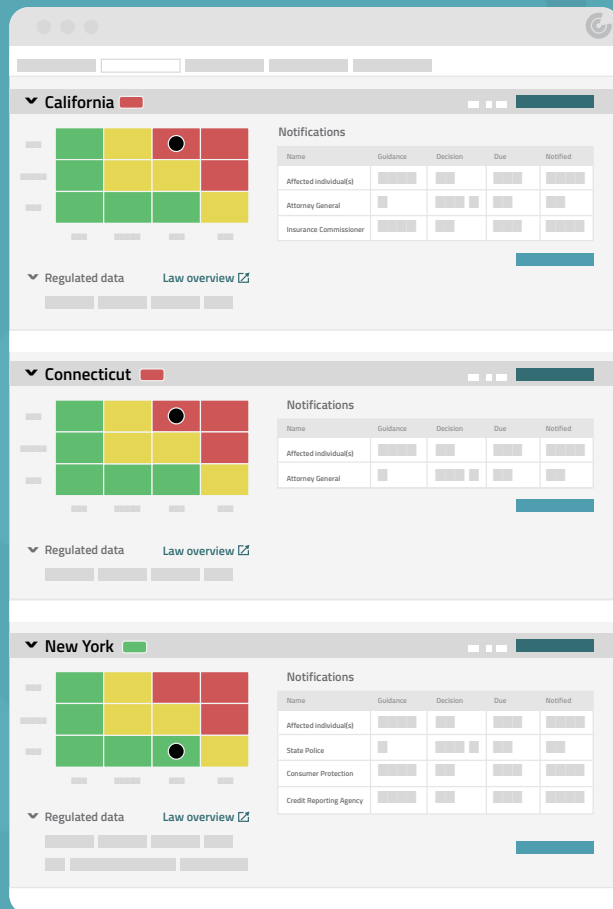 California
Notifications
Name Guidance Decision Due Notified
Affected individual(s)
Attorney General
Insurance Commissioner
Regulated data Law overview
Connecticut
Notifications
Name Guidance Decision Due Notified
Affected individual(s)
Attorney General
Regulated data Law overview
New York
Notifications
Name Guidance Decision Due Notified
Affected individual(s)
State Police
Consumer Protection
Credit Reporting Agency
Regulated data Law overview